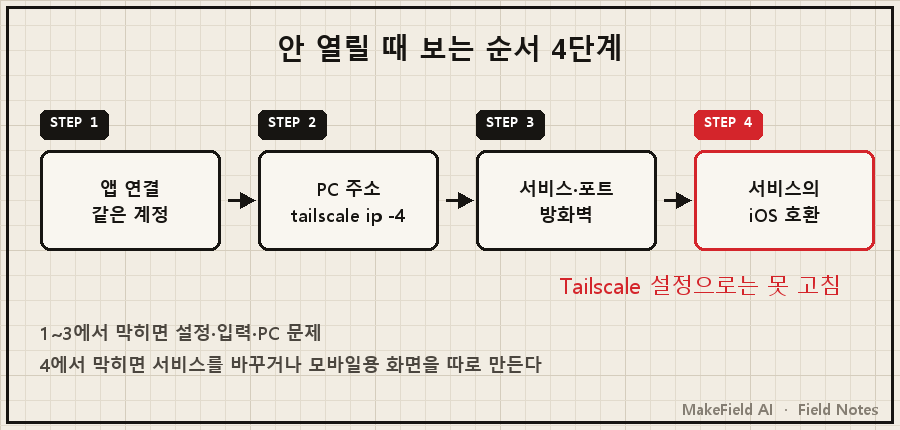 안 열릴 때 보는 순서 4단계
STEP 1
앱 연결
같은 계정
STEP 2
PC 주소
tailscale ip -4
STEP 3
서비스·포트
방화벽
STEP 4
서비스의
iOS 호환
Tailscale 설정으로는 못 고침
1~3에서 막히면 설정·입력·PC 문제
4에서 막히면 서비스를 바꾸거나 모바일용 화면을 따로 만든다
MakeField AI · Field Notes